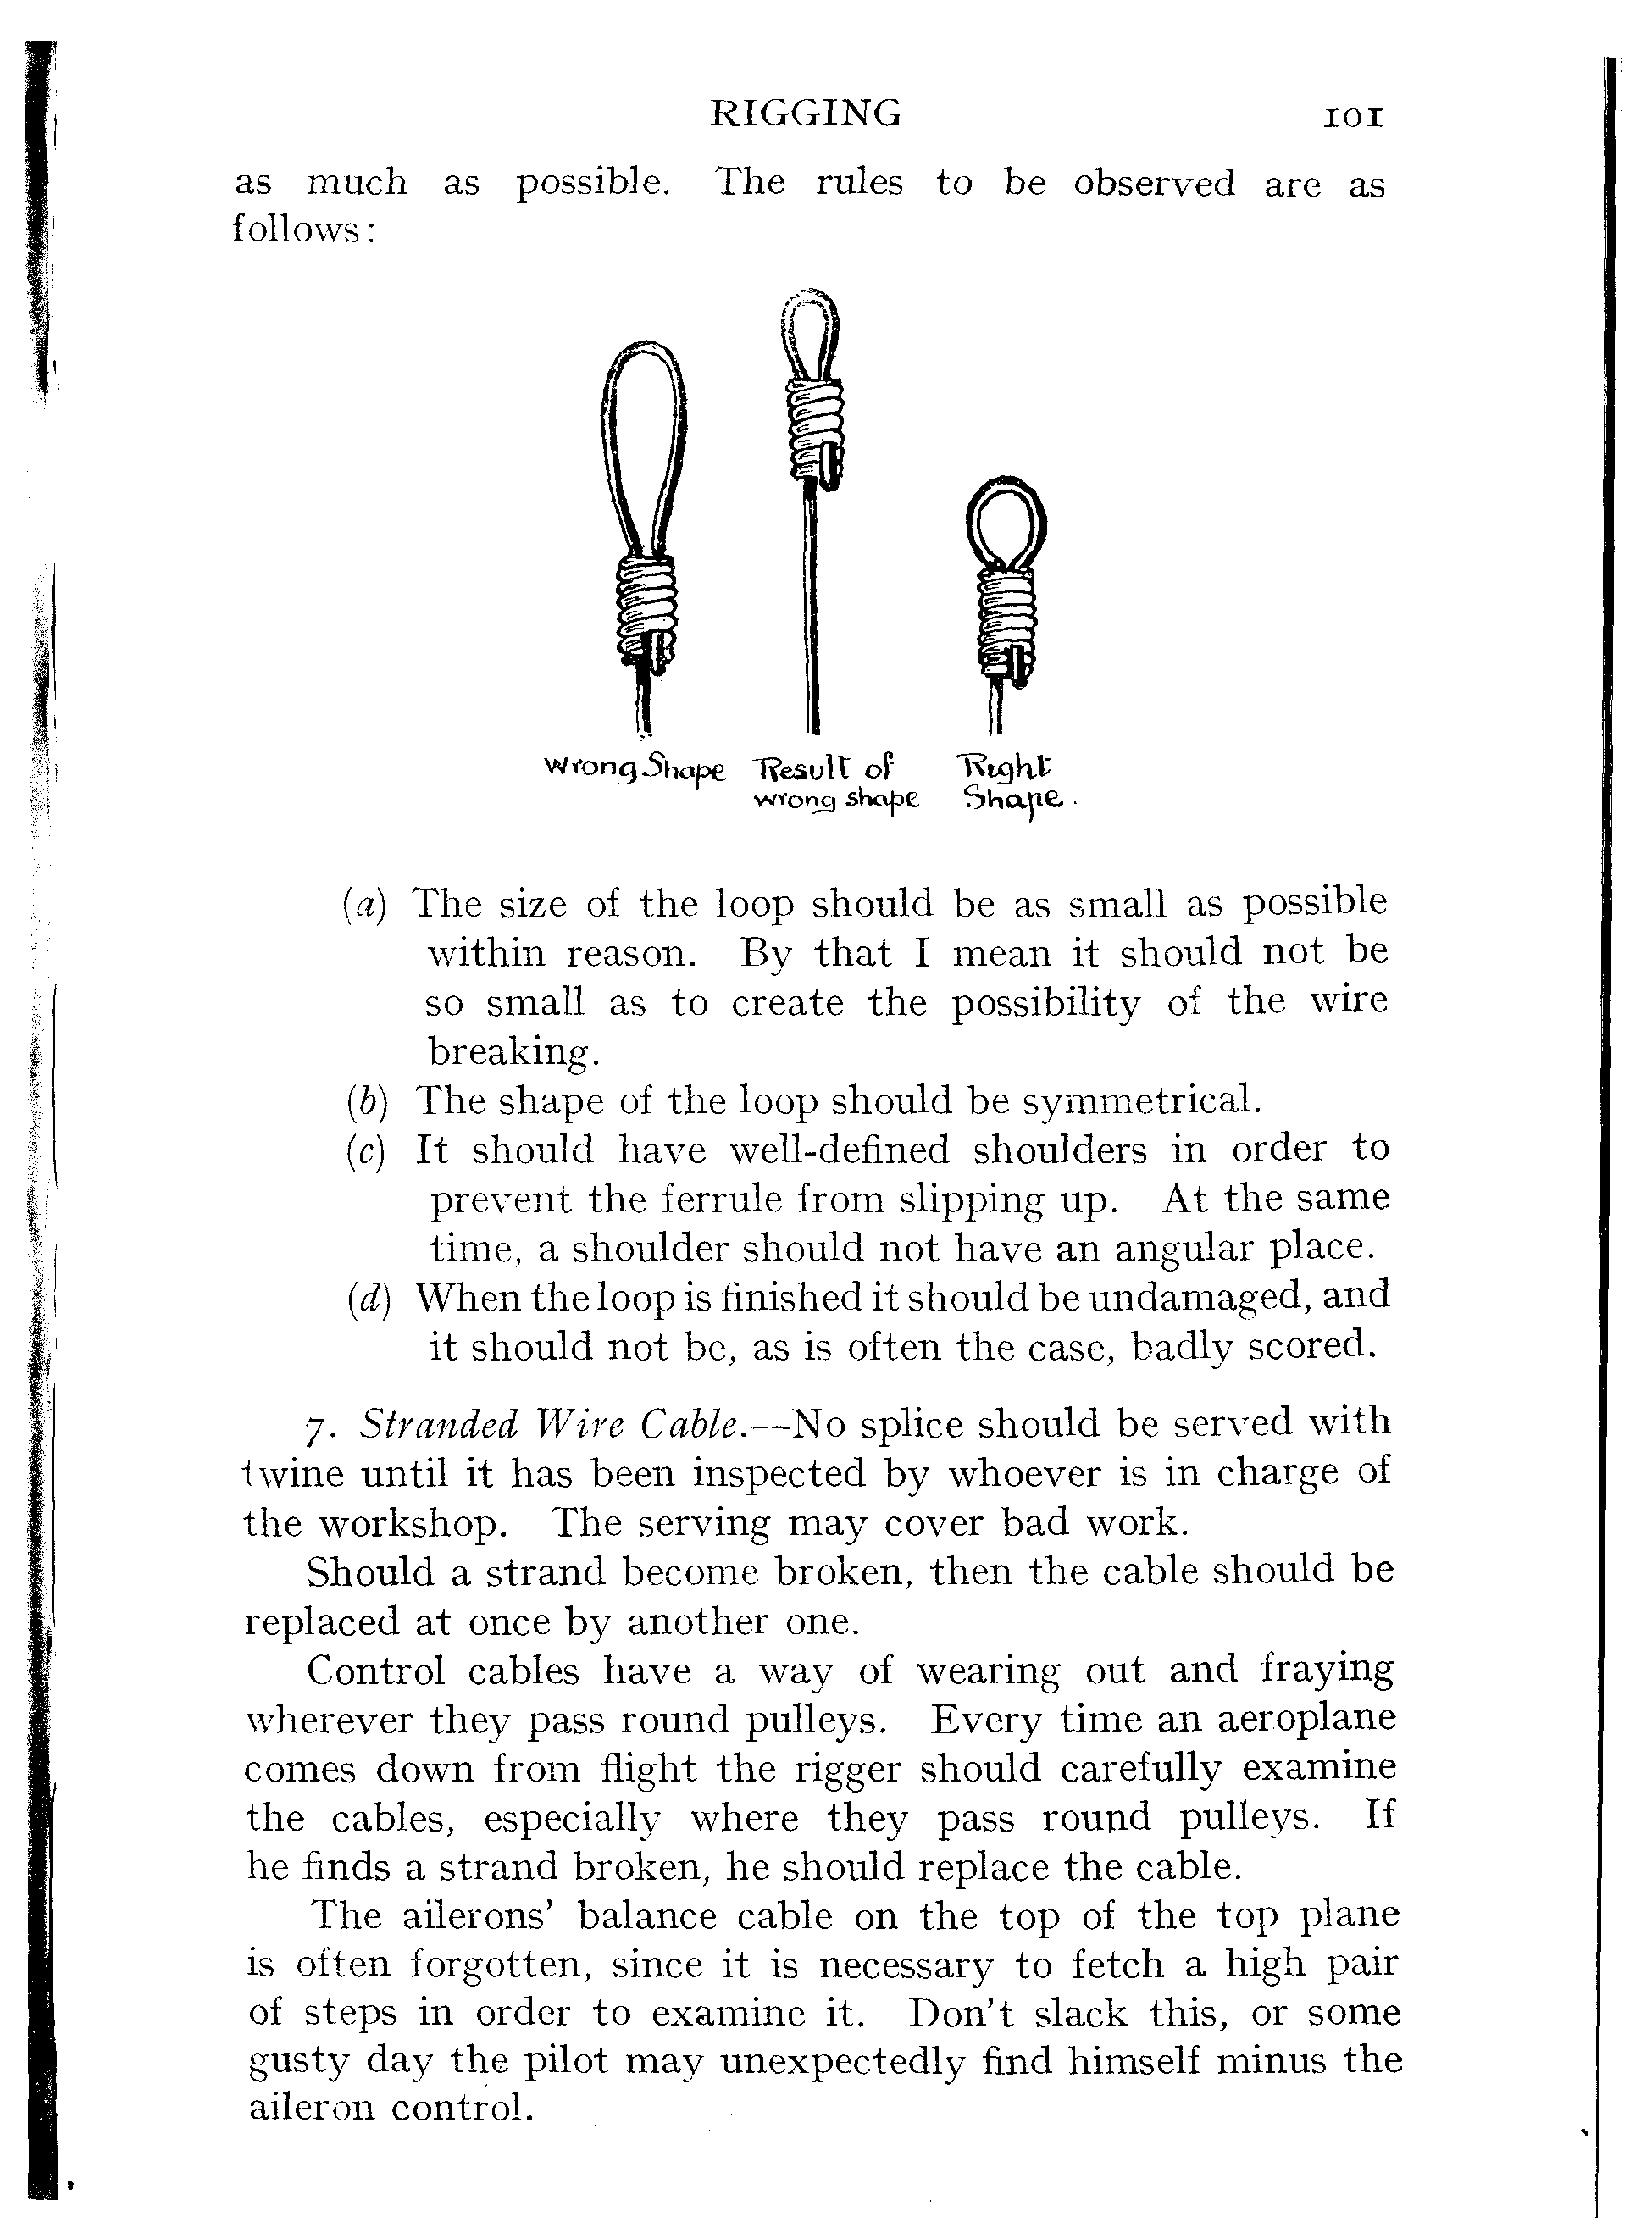 RIGGING 101
as much as possible. The rules to be observed are as
follows:
Wrong Shape Result of Right
wrong shape Shape.
(a) The size of the loop should be as small as possible
within reason. By that I mean it should not be
so small as to create the possibility of the wire
breaking.
(b) The shape of the loop should be symmetrical.
(c) It should have well-defined shoulders in order to
prevent the ferrule from slipping up. At the same
time, a shoulder should not have an angular place.
(d) When the loop is finished it should be undamaged, and
it should not be, as is often the case, badly scored.
7. Stranded Wire Cable.—No splice should be served with
twine until it has been inspected by whoever is in charge of
the workshop. The serving may cover bad work.
Should a strand become broken, then the cable should be
replaced at once by another one.
Control cables have a way of wearing out and fraying
wherever they pass round pulleys. Every time an aeroplane
comes down from flight the rigger should carefully examine
the cables, especially where they pass round pulleys. If
he finds a strand broken, he should replace the cable.
The ailerons' balance cable on the top of the top plane
is often forgotten, since it is necessary to fetch a high pair
of steps in order to examine it. Don't slack this, or some
gusty day the pilot may unexpectedly find himself minus the
aileron control.